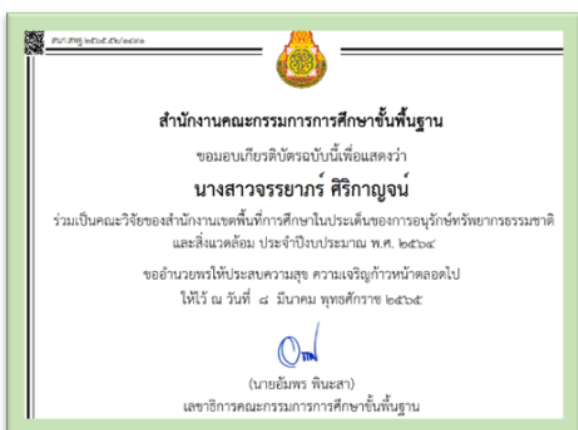 สำนักงานคณะกรรมการการศึกษาขั้นพื้นฐาน
ขอมอบเกียรติบัตรฉบับนี้เพื่อแสดงว่า
นางสาวจรรยาภร์ ศิริกาญจน์
ร่วมเป็นคณะวิจัยของสำนักงานเขตพื้นที่การศึกษาในประเด็นของการอนุรักษ์ทรัพยากรธรรมชาติ
และสิ่งแวดล้อม ประจำปีงบประมาณ พ.ศ. ๒๕๖๔
ขออำนวยพรให้ประสบความสุข ความเจริญก้าวหน้าตลอดไป
ให้ไว้ ณ วันที่ ๘ มีนาคม พุทธศักราช ๒๕๖๕
(นายอัมพร พินะสา)
เลขาธิการคณะกรรมการการศึกษาขั้นพื้นฐาน